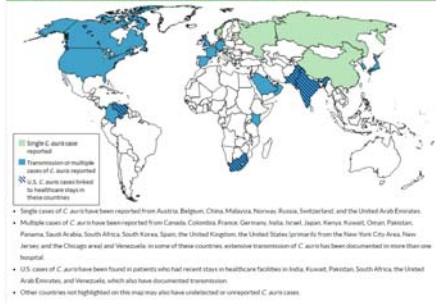 Single C. auris case
reported
Transmission or multiple
cases of C. auris reported
U.S. C. auris cases linked
to healthcare stays in
these countries
• Single cases of C. auris have been reported from Austria, Belgium, China, Malaysia, Norway, Russia, Switzerland, and the United Arab Emirates.
• Multiple cases of C. auris have been reported from Canada, Colombia, France, Germany, India, Israel, Japan, Kenya, Kuwait, Oman, Pakistan,
Panama, Saudi Arabia, South Africa, South Korea, Spain, the United Kingdom, the United States (primarily from the New York City Area, New
Jersey, and the Chicago area) and Venezuela; in some of these countries, extensive transmission of C. auris has been documented in more than one
hospital.
• U.S. cases of C. auris have been found in patients who had recent stays in healthcare facilities in India, Kuwait, Pakistan, South Africa, the United
Arab Emirates, and Venezuela, which also have documented transmission.
• Other countries not highlighted on this map may also have undetected or unreported C. auris cases.